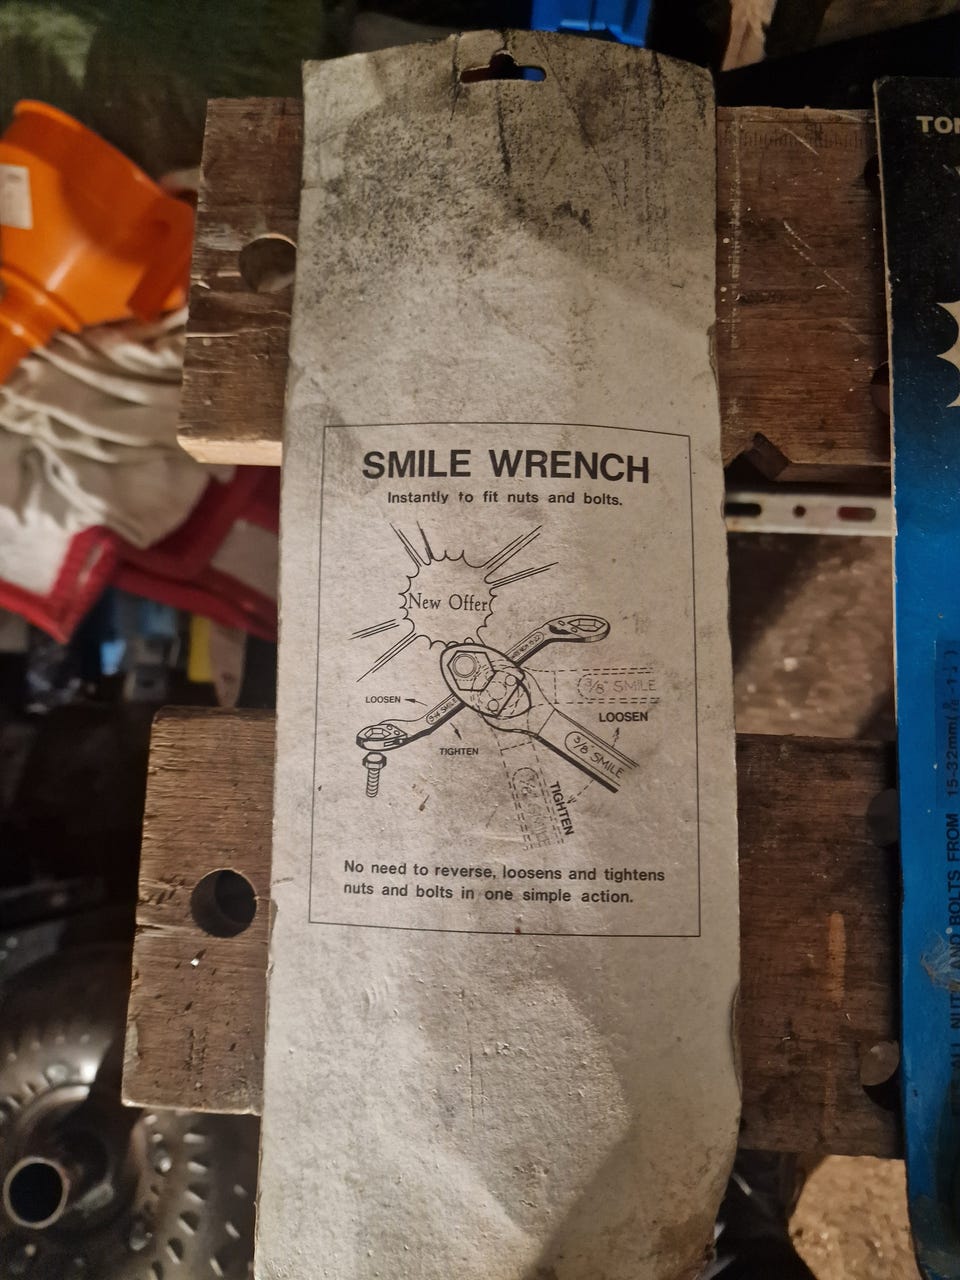 SMILE WRENCH
Instantly to fit nuts and bolts.
New Offer
LOOSEN
TIGHTEN
3/8" SMILE
LOOSEN
3/8" SMILE
TIGHTEN
No need to reverse, loosens and tightens
nuts and bolts in one simple action.
TO
AND BOLTS FROM 15-32mm